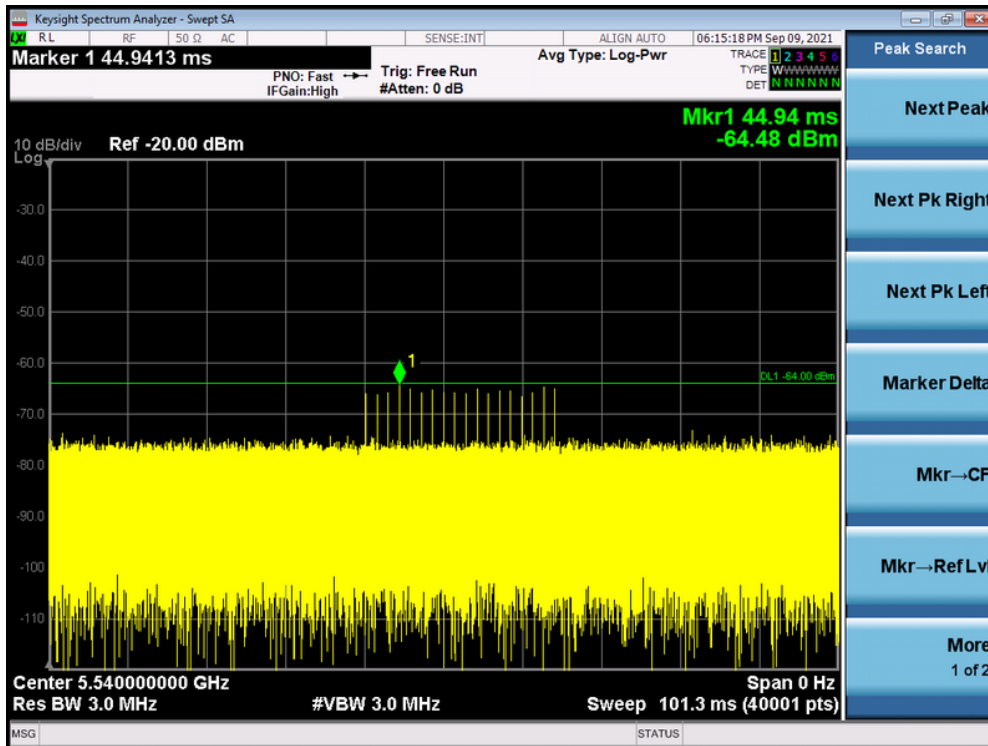 Keysight Spectrum Analyzer - Swept SA
LXI RL RF 50 Ω AC SENSE:INT ALIGN AUTO 06:15:18 PM Sep 09, 2021
Marker 1 44.9413 ms
PNO: Fast
IFGain:High
Trig: Free Run
#Atten: 0 dB
Avg Type: Log-Pwr
TRACE 1 2 3 4 5 6
TYPE WWWWWW
DET N N N N N N
Mkr1 44.94 ms
-64.48 dBm
10 dB/div Ref -20.00 dBm
Log
-30.0
-40.0
-50.0
-60.0
1
DL1 -64.00 dBm
-70.0
-80.0
-90.0
-100
-110
Center 5.540000000 GHz Span 0 Hz
Res BW 3.0 MHz #VBW 3.0 MHz Sweep 101.3 ms (40001 pts)
MSG STATUS
Peak Search
Next Peak
Next Pk Right
Next Pk Left
Marker Delta
Mkr→CF
Mkr→Ref Lvl
More
1 of 2